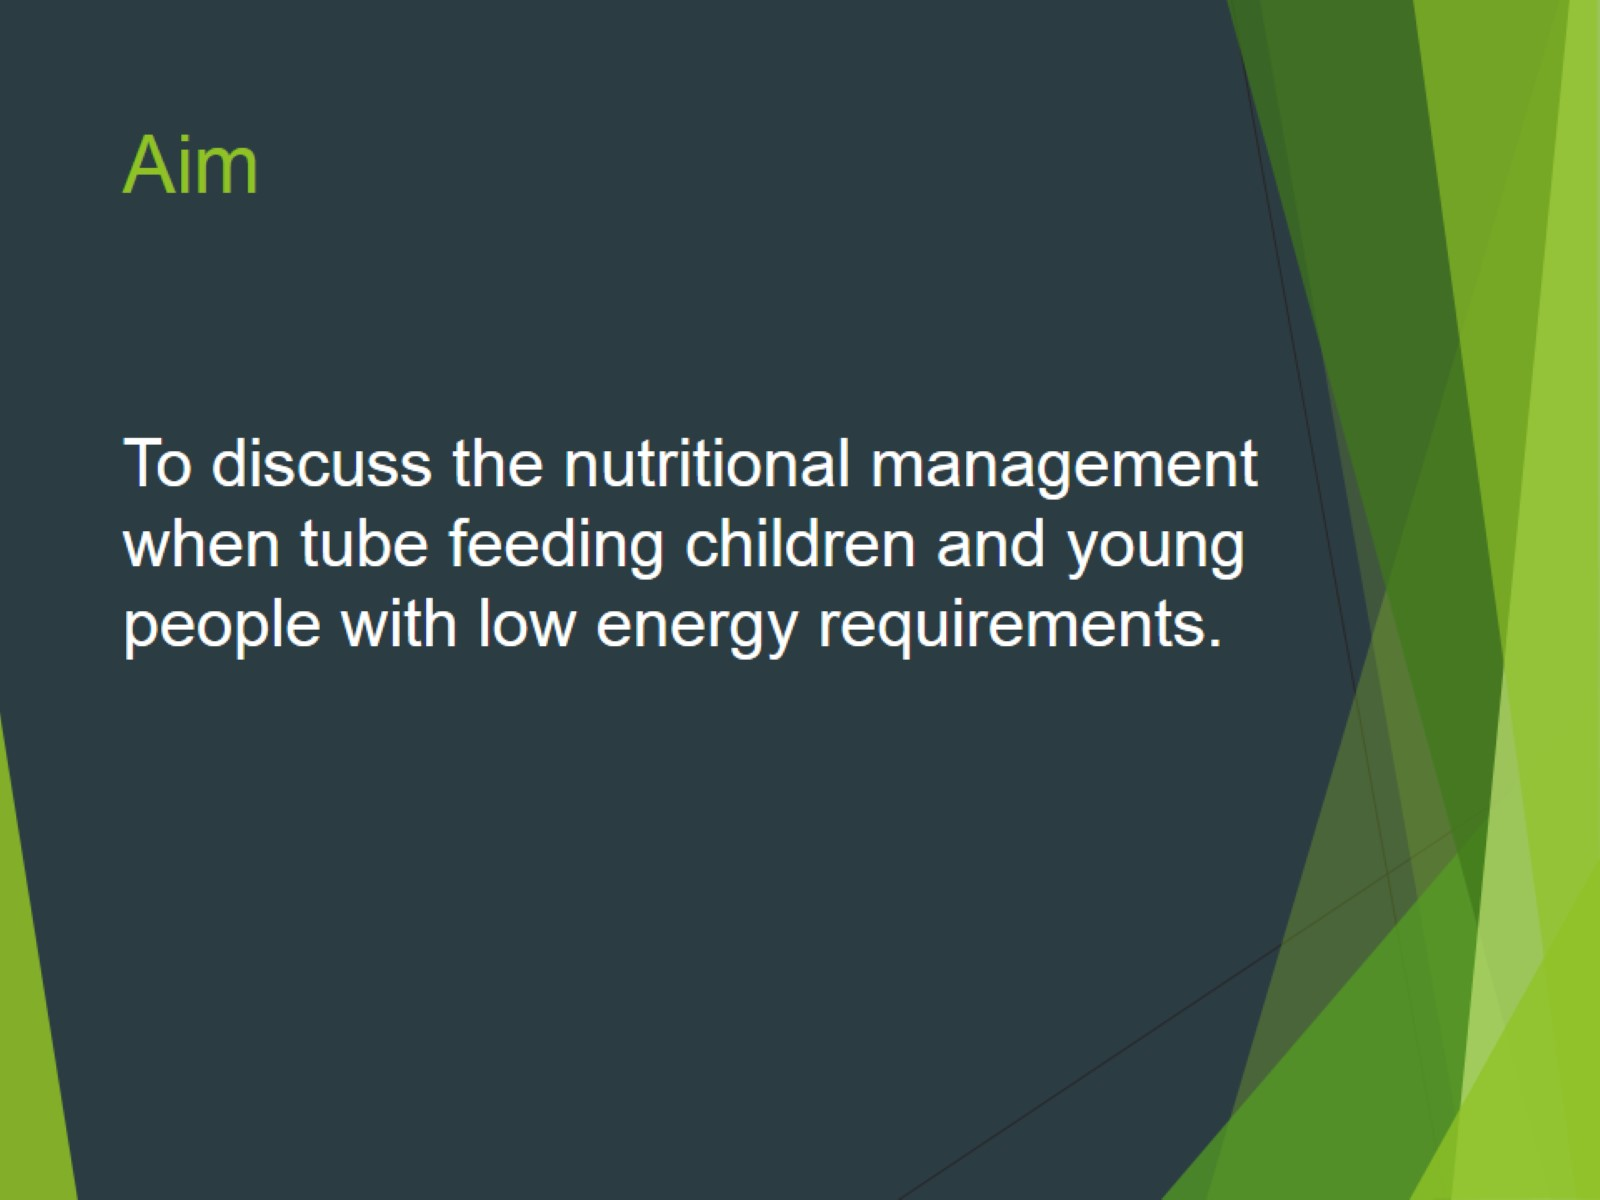 Aim
To discuss the nutritional management
when tube feeding children and young
people with low energy requirements.